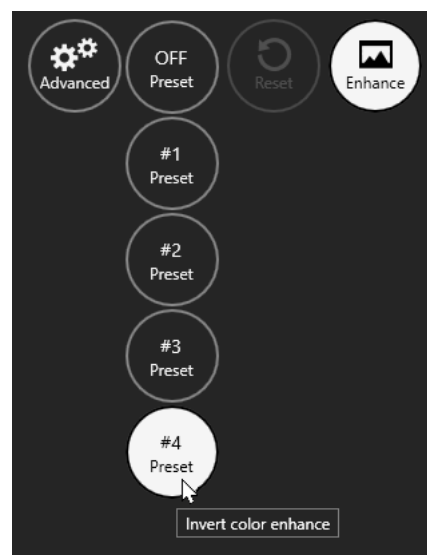 Advanced
OFF
Preset
Reset
Enhance
#1
Preset
#2
Preset
#3
Preset
#4
Preset
Invert color enhance